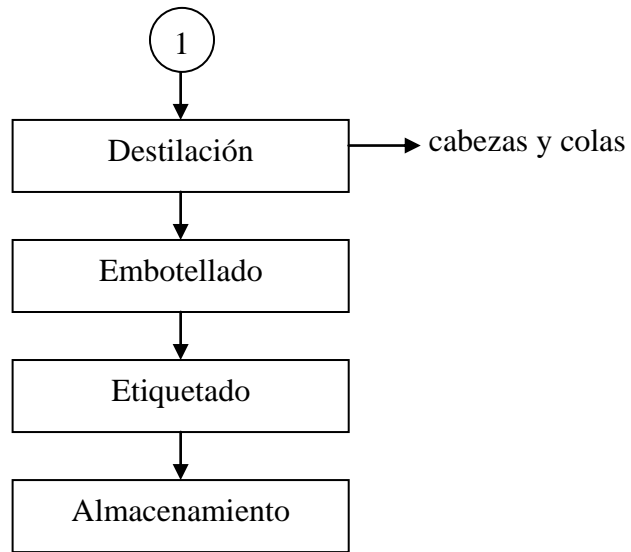 1
Destilación
cabezas y colas
Embotellado
Etiquetado
Almacenamiento